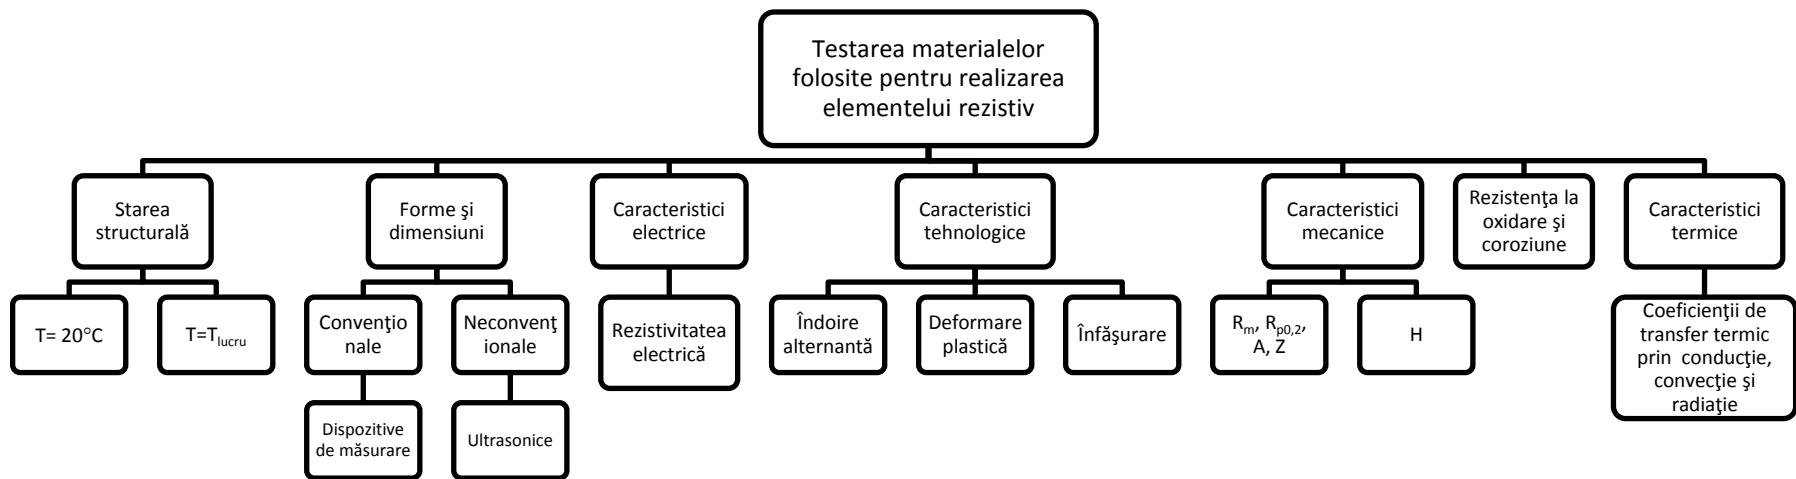 Testarea materialelor
folosite pentru realizarea
elementelui rezistiv
Starea
structurală
Forme şi
dimensiuni
Caracteristici
electrice
Caracteristici
tehnologice
Caracteristici
mecanice
Rezistenţa la
oxidare şi
coroziune
Caracteristici
termice
T= 20°C
T=Tlucru
Convenţio
nale
Neconvenţ
ionale
Rezistivitatea
electrică
Îndoire
alternantă
Deformare
plastică
Înfăşurare
Rm, Rp0,2,
A, Z
H
Coeficienţii de
transfer termic
prin conducţie,
convecţie şi
radiaţie
Dispozitive
de măsurare
Ultrasonice